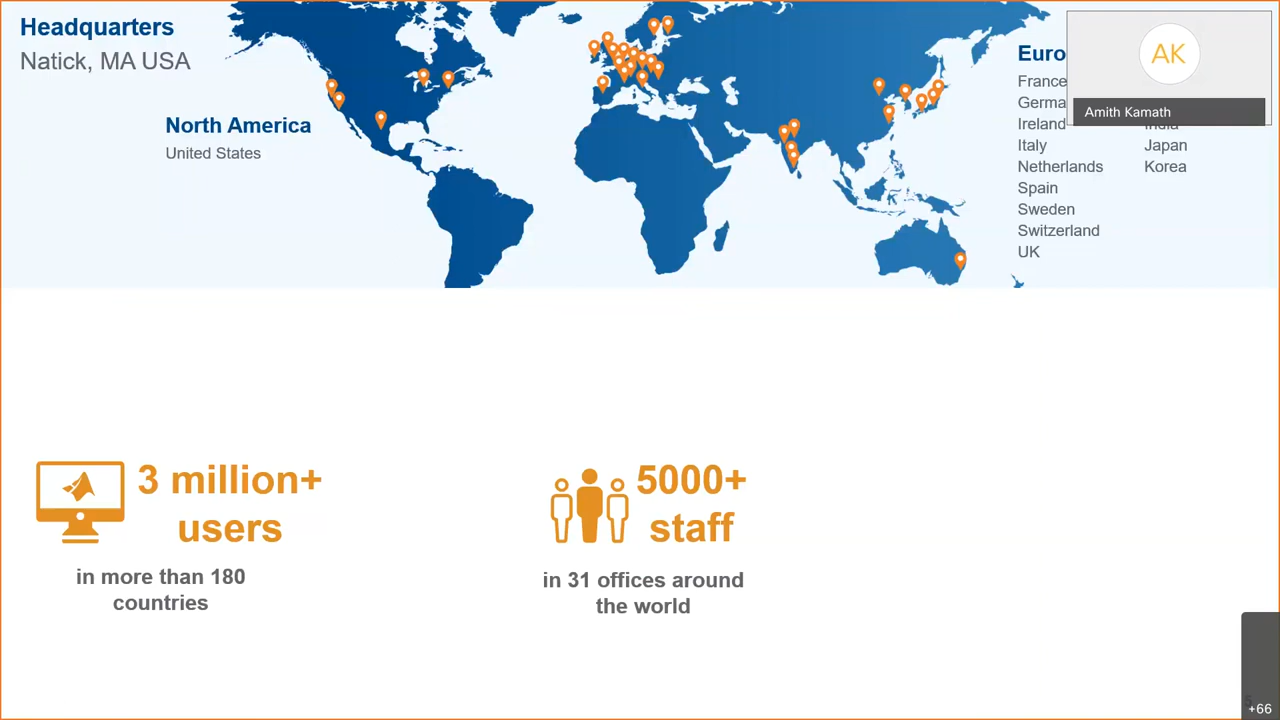 Headquarters
Natick, MA USA
North America
United States
Euro
France
Germa
Ireland
Italy
Netherlands
Spain
Sweden
Switzerland
UK
India
Japan
Korea
AK
Amith Kamath
3 million+
users
in more than 180
countries
5000+
staff
in 31 offices around
the world
+66